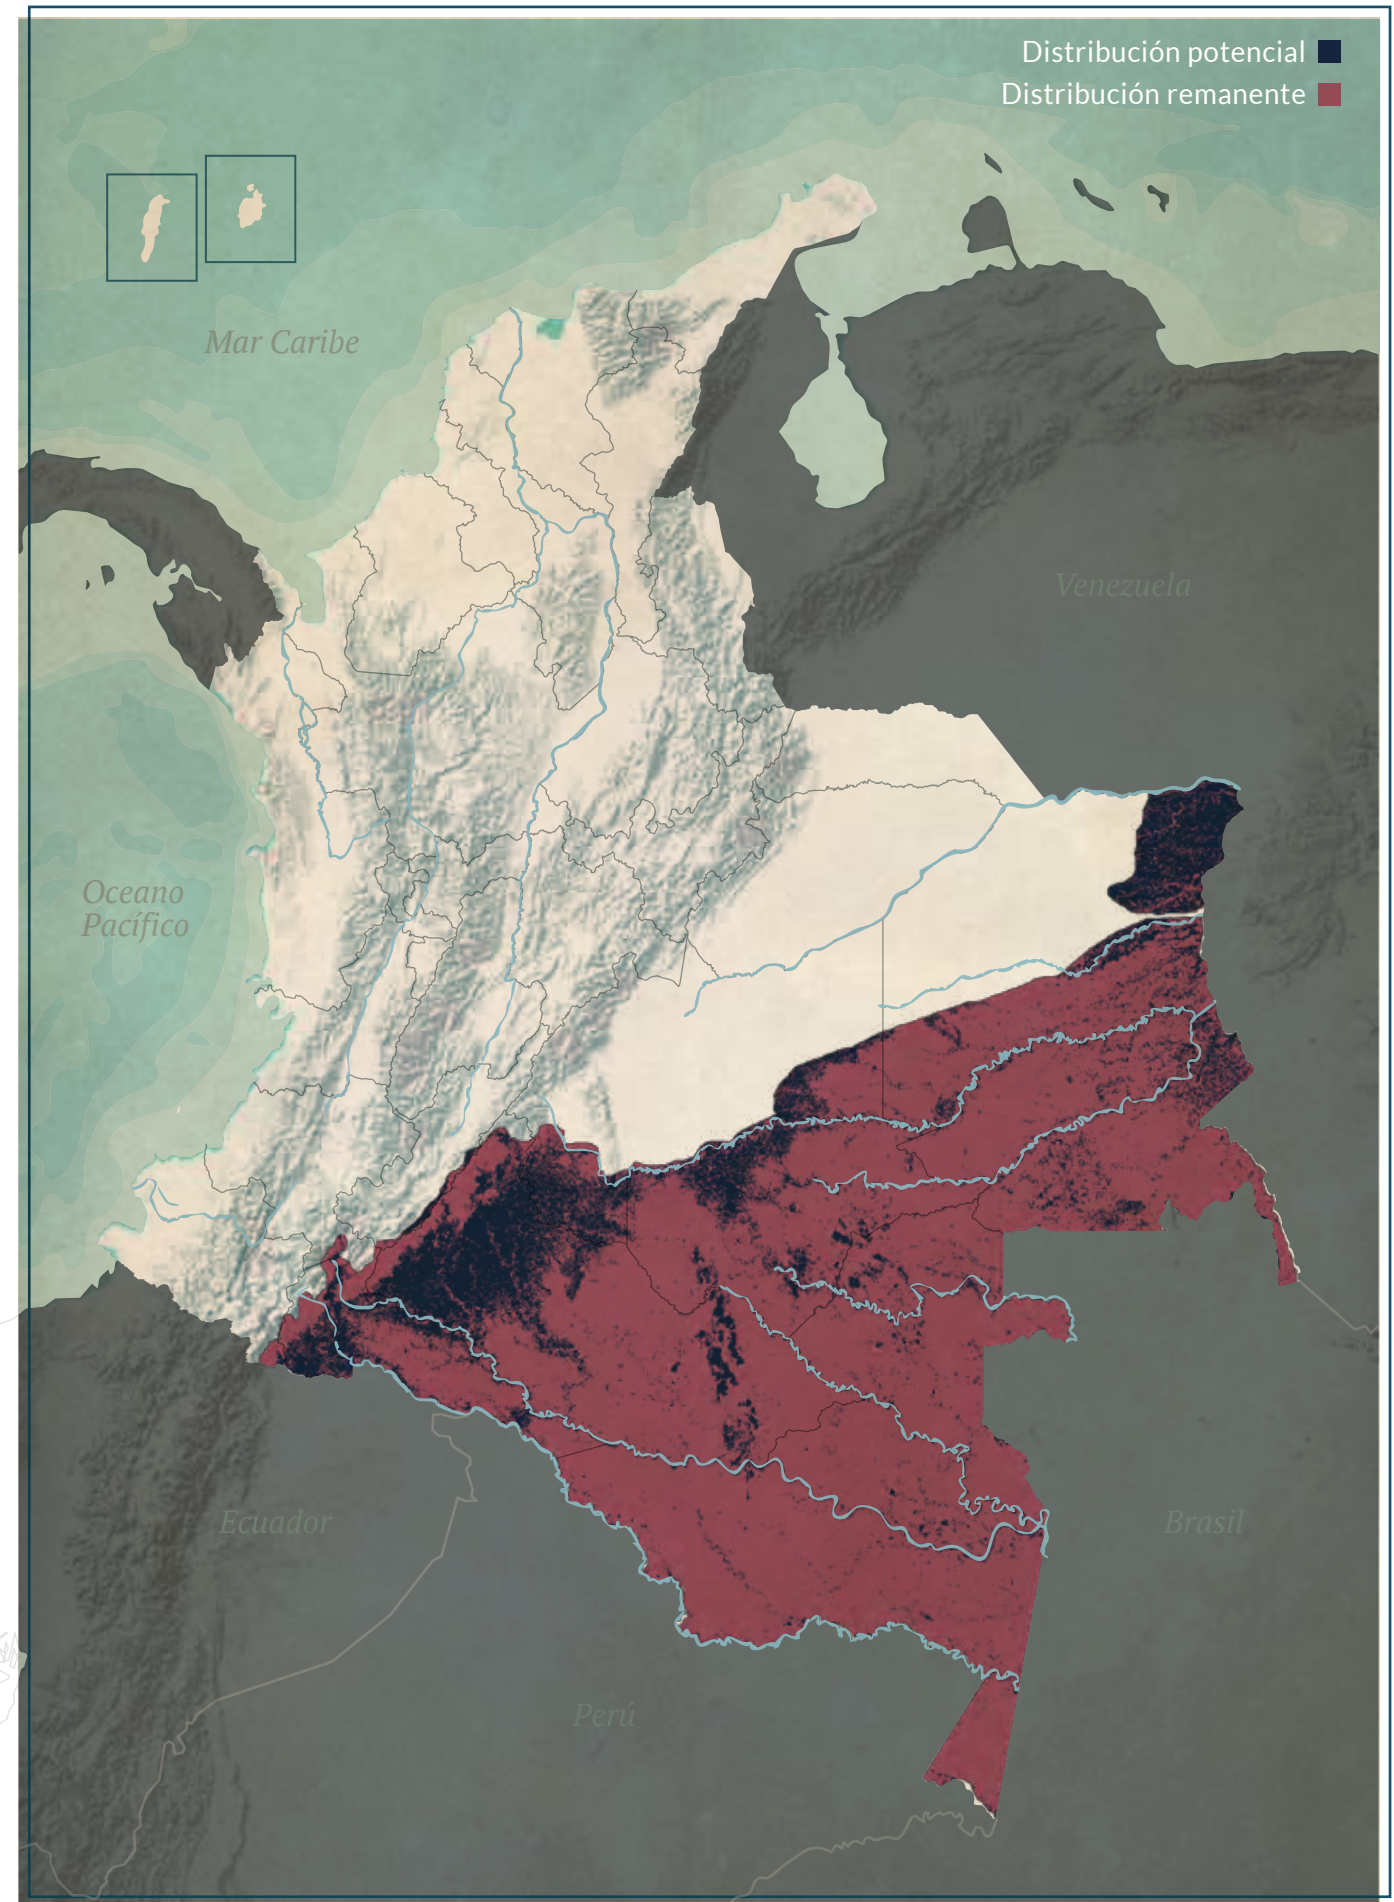 Distribución potencial
Distribución remanente
Mar Caribe
Venezuela
Oceano
Pacífico
Ecuador
Brasil
Perú